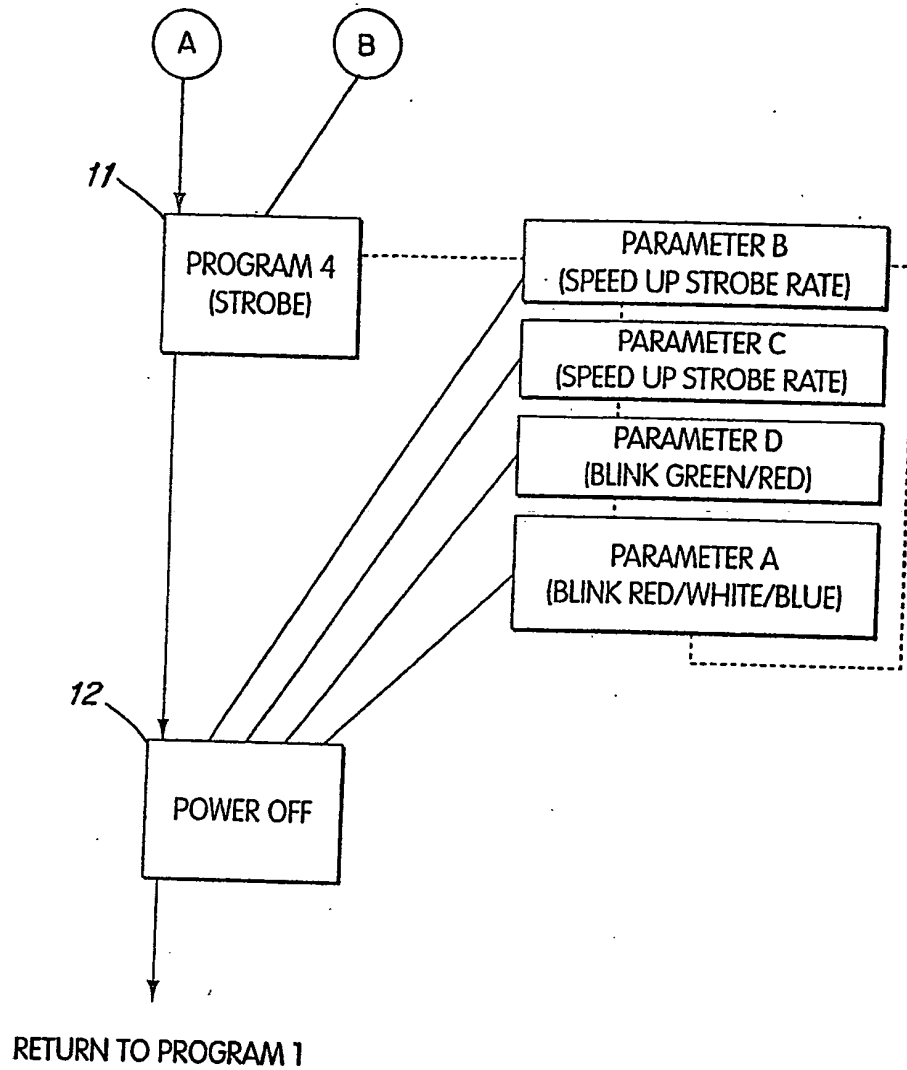 A
B
11
PROGRAM 4
(STROBE)
PARAMETER B
(SPEED UP STROBE RATE)
PARAMETER C
(SPEED UP STROBE RATE)
PARAMETER D
(BLINK GREEN/RED)
PARAMETER A
(BLINK RED/WHITE/BLUE)
12
POWER OFF
RETURN TO PROGRAM 1